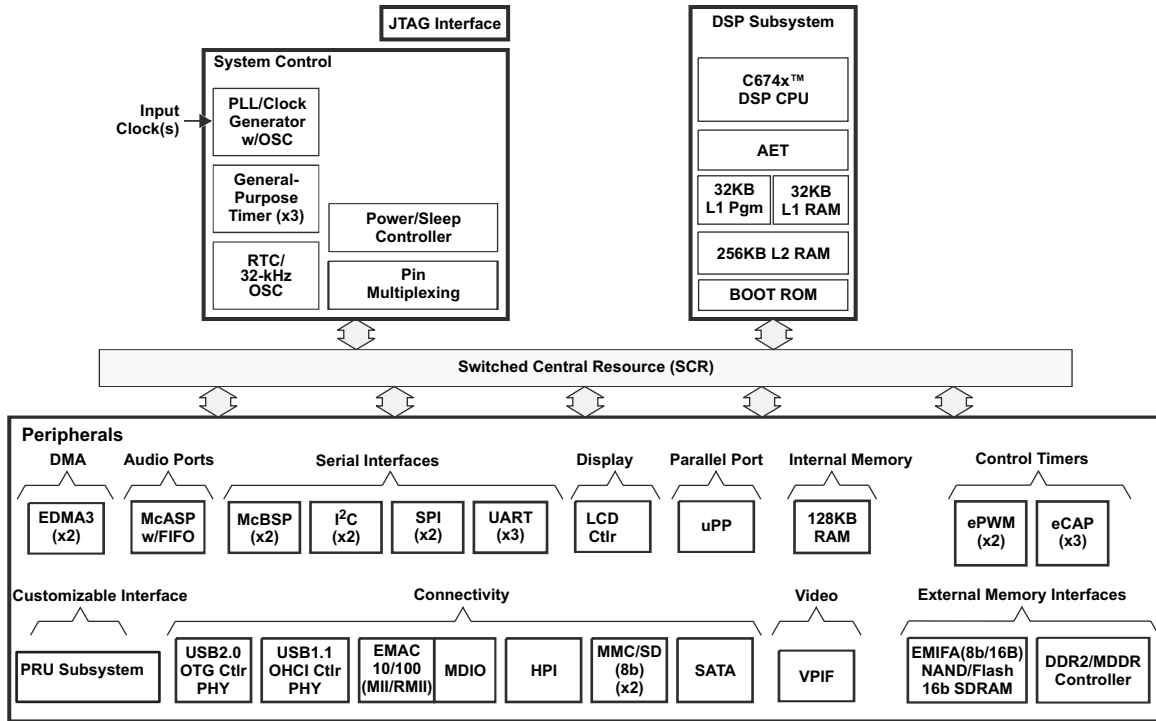 JTAG Interface
System Control
Input
Clock(s)
PLL/Clock
Generator
w/OSC
General-
Purpose
Timer (x3)
RTC/
32-kHz
OSC
Power/Sleep
Controller
Pin
Multiplexing
DSP Subsystem
C674x™
DSP CPU
AET
32KB
L1 Pgm
32KB
L1 RAM
256KB L2 RAM
BOOT ROM
Switched Central Resource (SCR)
Peripherals
DMA
EDMA3
(x2)
Audio Ports
McASP
w/FIFO
Serial Interfaces
McBSP
(x2)
I²C
(x2)
SPI
(x2)
UART
(x3)
Display
LCD
Ctlr
Parallel Port
uPP
Internal Memory
128KB
RAM
Control Timers
ePWM
(x2)
eCAP
(x3)
Customizable Interface
PRU Subsystem
Connectivity
USB2.0
OTG Ctlr
PHY
USB1.1
OHCI Ctlr
PHY
EMAC
10/100
(MII/RMII)
MDIO
HPI
MMC/SD
(8b)
(x2)
SATA
Video
VPIF
External Memory Interfaces
EMIFA(8b/16B)
NAND/Flash
16b SDRAM
DDR2/MDDR
Controller